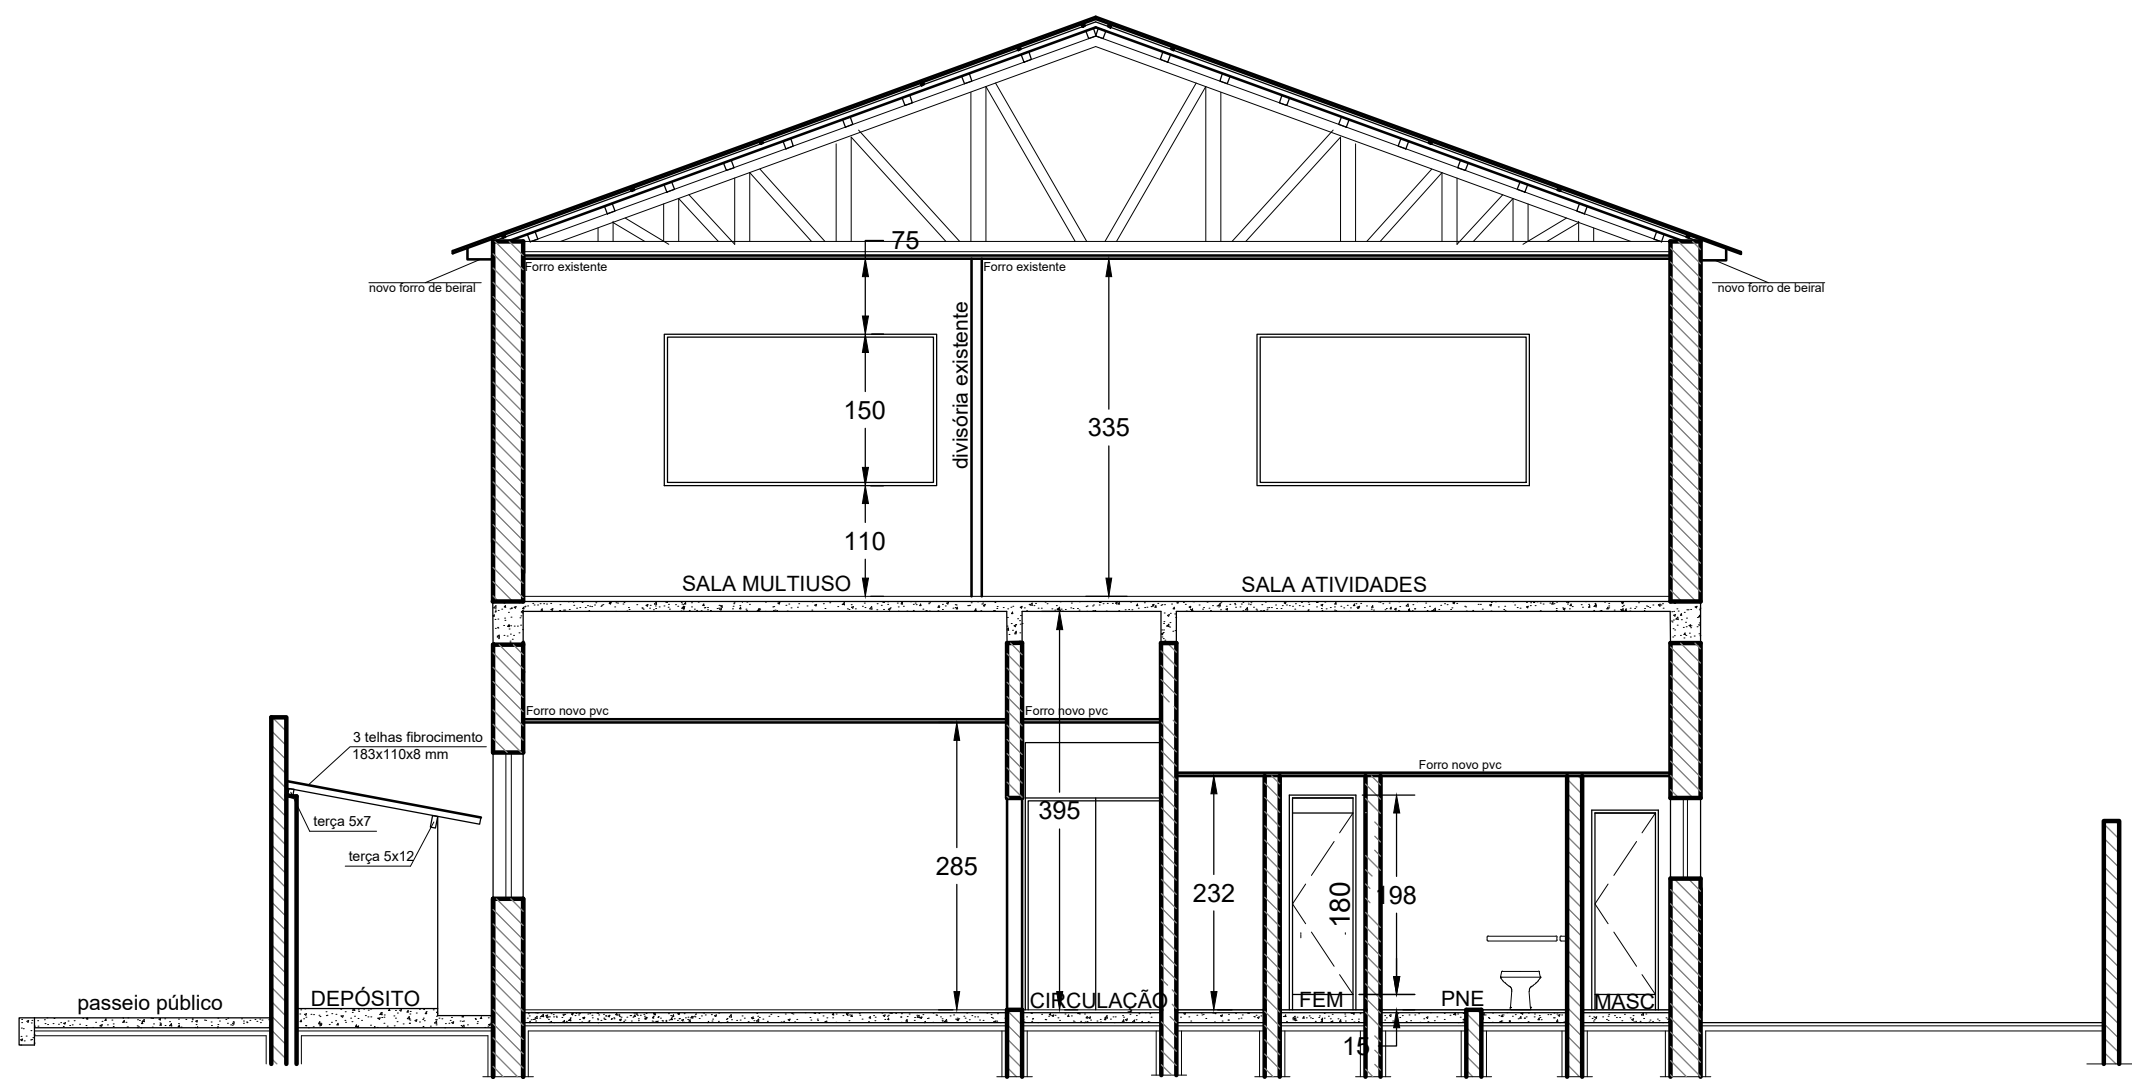 75
Forro existente
Forro existente
novo forro de beiral
novo forro de beiral
divisória existente
150
335
110
SALA MULTIUSO
SALA ATIVIDADES
Forro novo pvc
Forro novo pvc
3 telhas fibrocimento
183x110x8 mm
Forro novo pvc
terça 5x7
terça 5x12
395
285
232
180
198
passeio público
DEPÓSITO
CIRCULAÇÃO
FEM
PNE
MASC
15